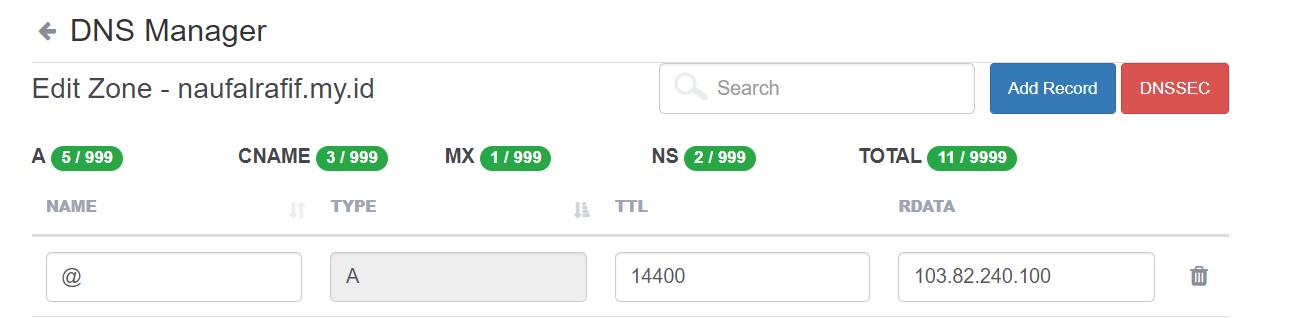 DNS Manager
Edit Zone - naufalrafif.my.id
Search
Add Record
DNSSEC
A 5 / 999
CNAME 3 / 999
MX 1 / 999
NS 2 / 999
TOTAL 11 / 9999
NAME TYPE TTL RDATA
@ A 14400 103.82.240.100